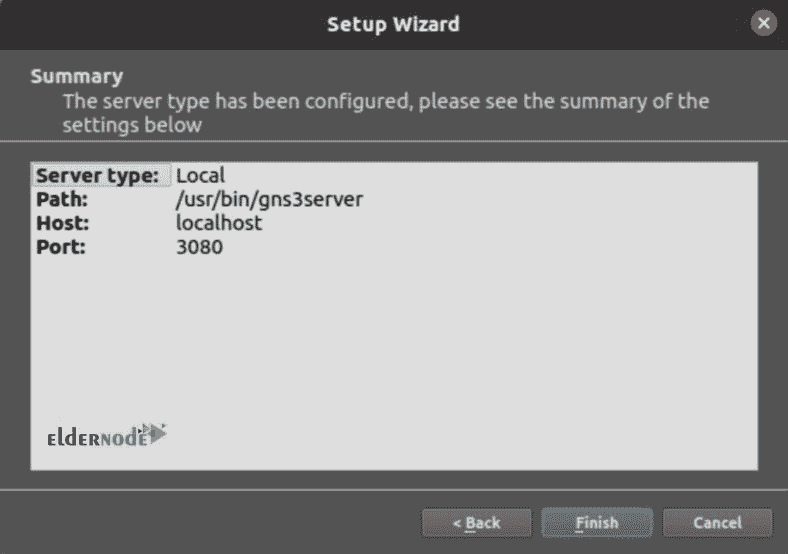 Setup Wizard
Summary
The server type has been configured, please see the summary of the
settings below
Server type: Local
Path: /usr/bin/gns3server
Host: localhost
Port: 3080
ELDERNODE
< Back Finish Cancel